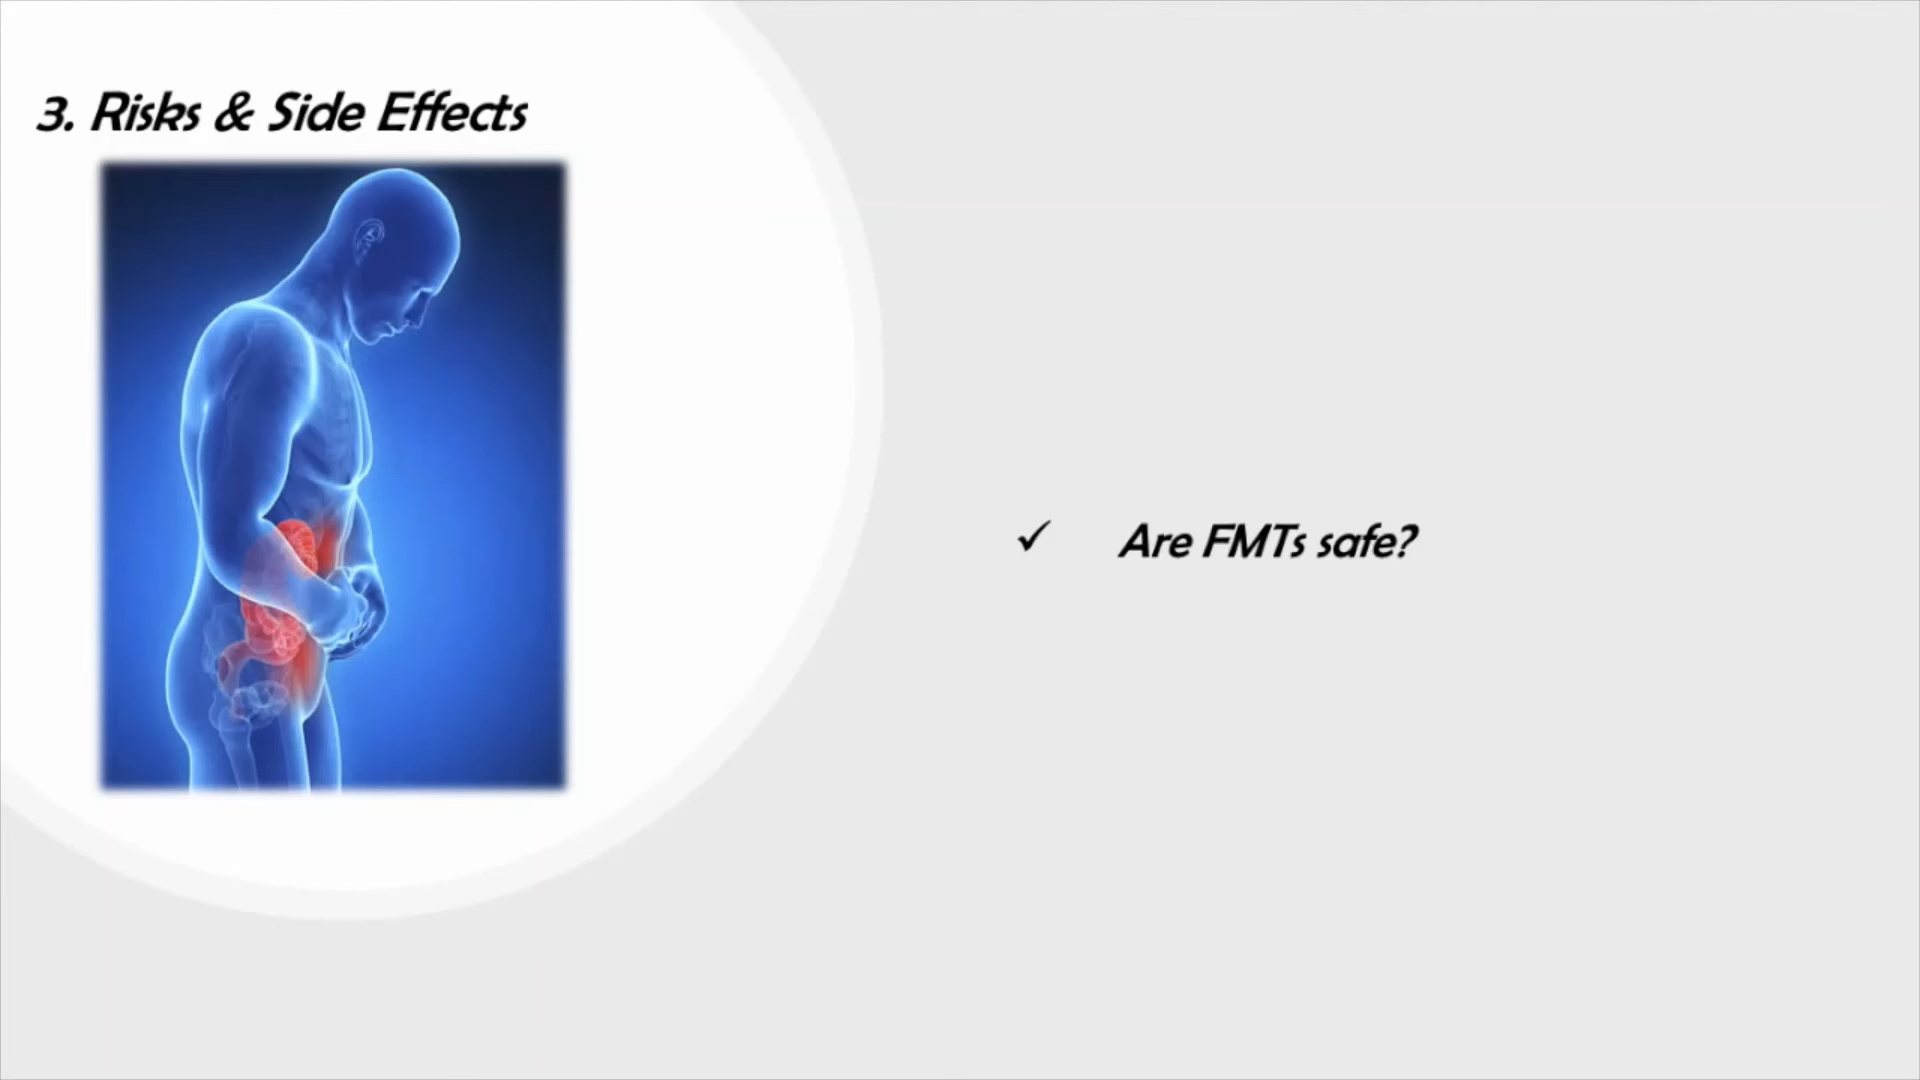 3. Risks & Side Effects
✓ Are FMTs safe?